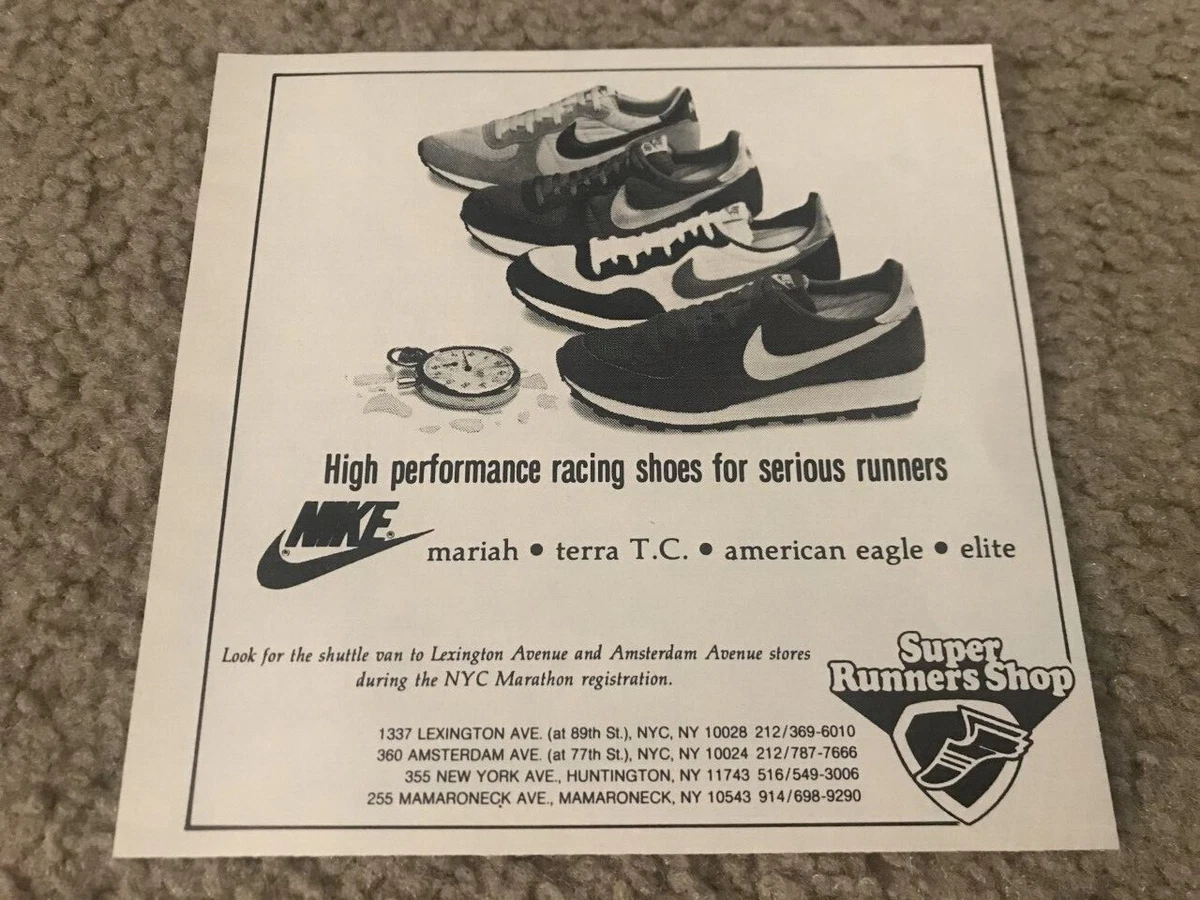 High performance racing shoes for serious runners
NIKE®
mariah • terra T.C. • american eagle • elite
Look for the shuttle van to Lexington Avenue and Amsterdam Avenue stores
during the NYC Marathon registration.
Super
Runners Shop
1337 LEXINGTON AVE. (at 89th St.), NYC, NY 10028 212/369-6010
360 AMSTERDAM AVE. (at 77th St.), NYC, NY 10024 212/787-7666
355 NEW YORK AVE., HUNTINGTON, NY 11743 516/549-3006
255 MAMARONECK AVE., MAMARONECK, NY 10543 914/698-9290